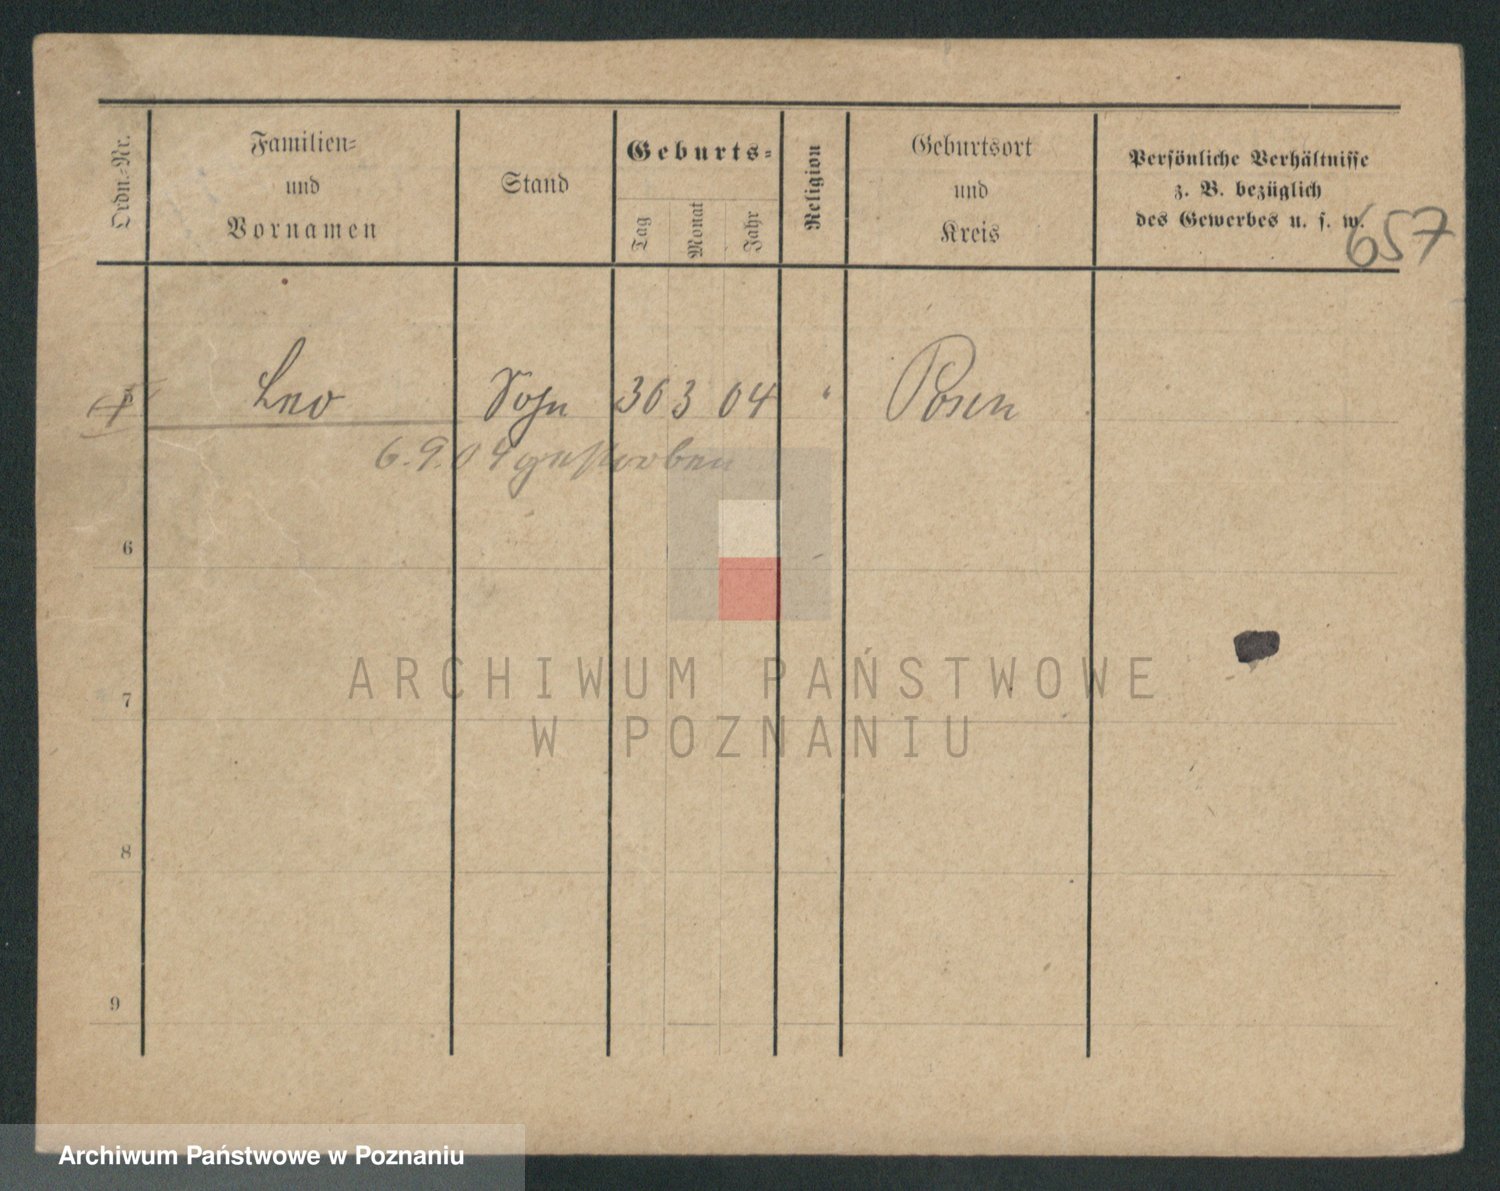 Ordn.-Nr.
Familien-
und
Vornamen
Stand
Geburts-
Tag
Monat
Jahr
Religion
Geburtsort
und
Kreis
Persönliche Verhältnisse
z. B. bezüglich
des Gewerbes u. s. w.
657
5 Leo Sohn 30 3 04 " Posen
6.9.04 gestorben
6
7
8
9
ARCHIWUM PAŃSTWOWE
W POZNANIU
Archiwum Państwowe w Poznaniu